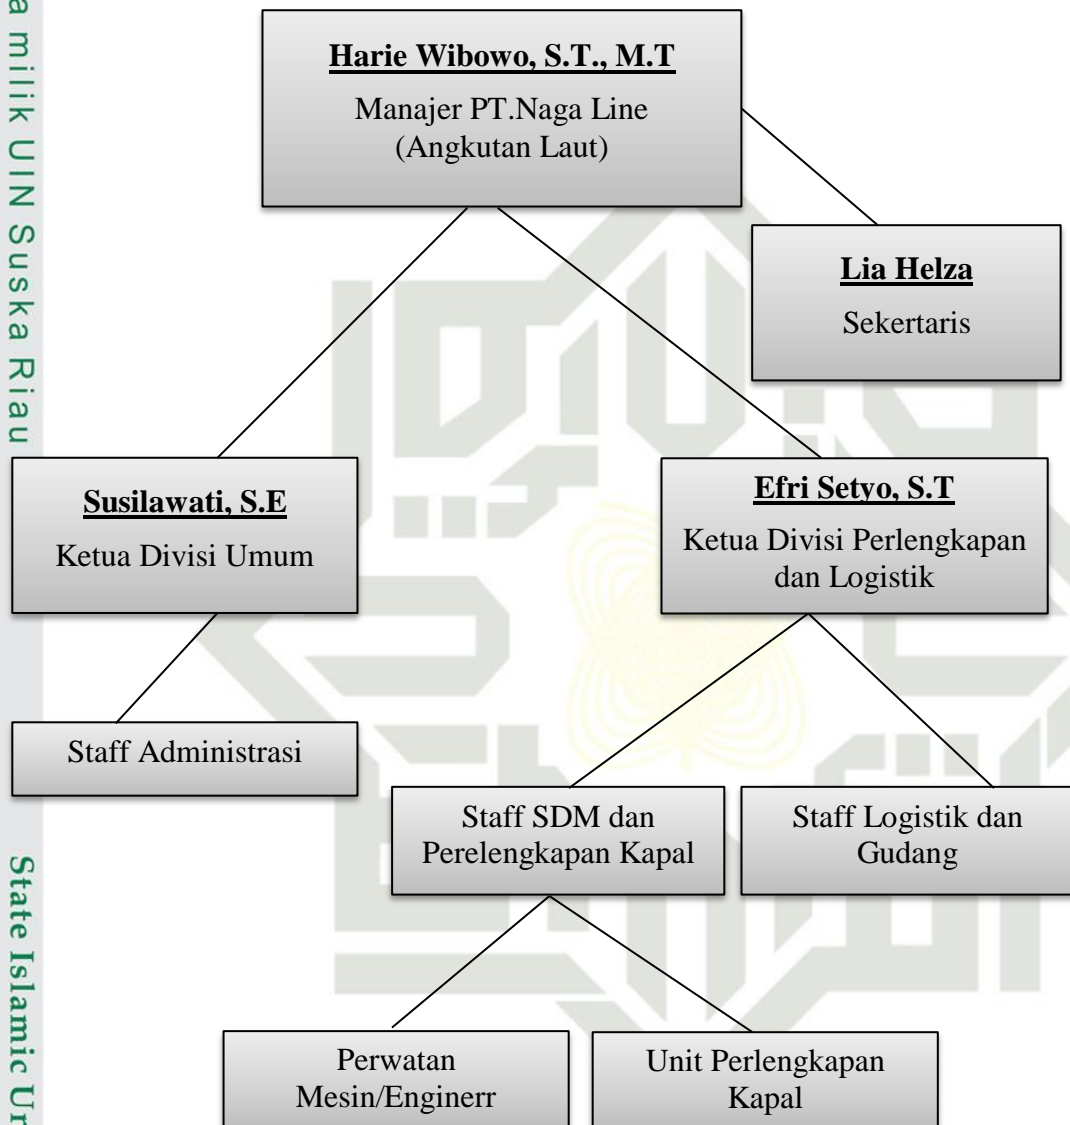 a milik UIN Suska Riau
State Islamic
Harie Wibowo, S.T., M.T
Manajer PT.Naga Line
(Angkutan Laut)
Lia Helza
Sekertaris
Susilawati, S.E
Ketua Divisi Umum
Efri Setyo, S.T
Ketua Divisi Perlengkapan
dan Logistik
Staff Administrasi
Staff SDM dan
Perelengkapan Kapal
Staff Logistik dan
Gudang
Perwatan
Mesin/Enginerr
Unit Perlengkapan
Kapal